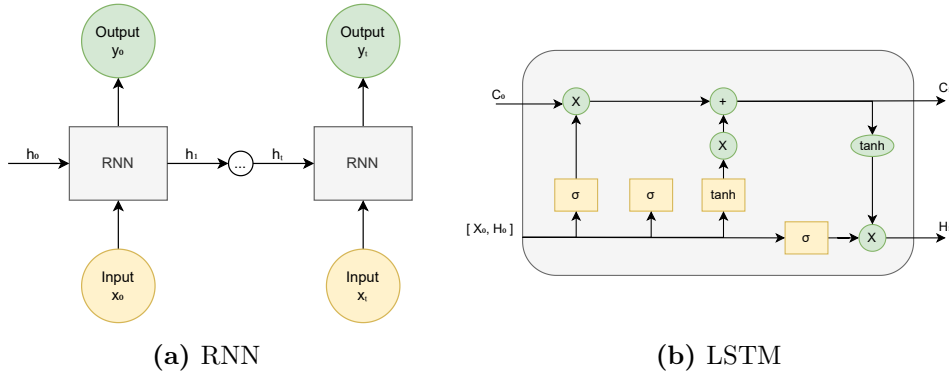 Output
y₀
Output
yₜ
h₀
RNN
h₁
...
hₜ
RNN
Input
x₀
Input
xₜ
(a) RNN
C₀
X
+
C
X
tanh
σ
σ
tanh
[ X₀, H₀ ]
σ
X
H
(b) LSTM